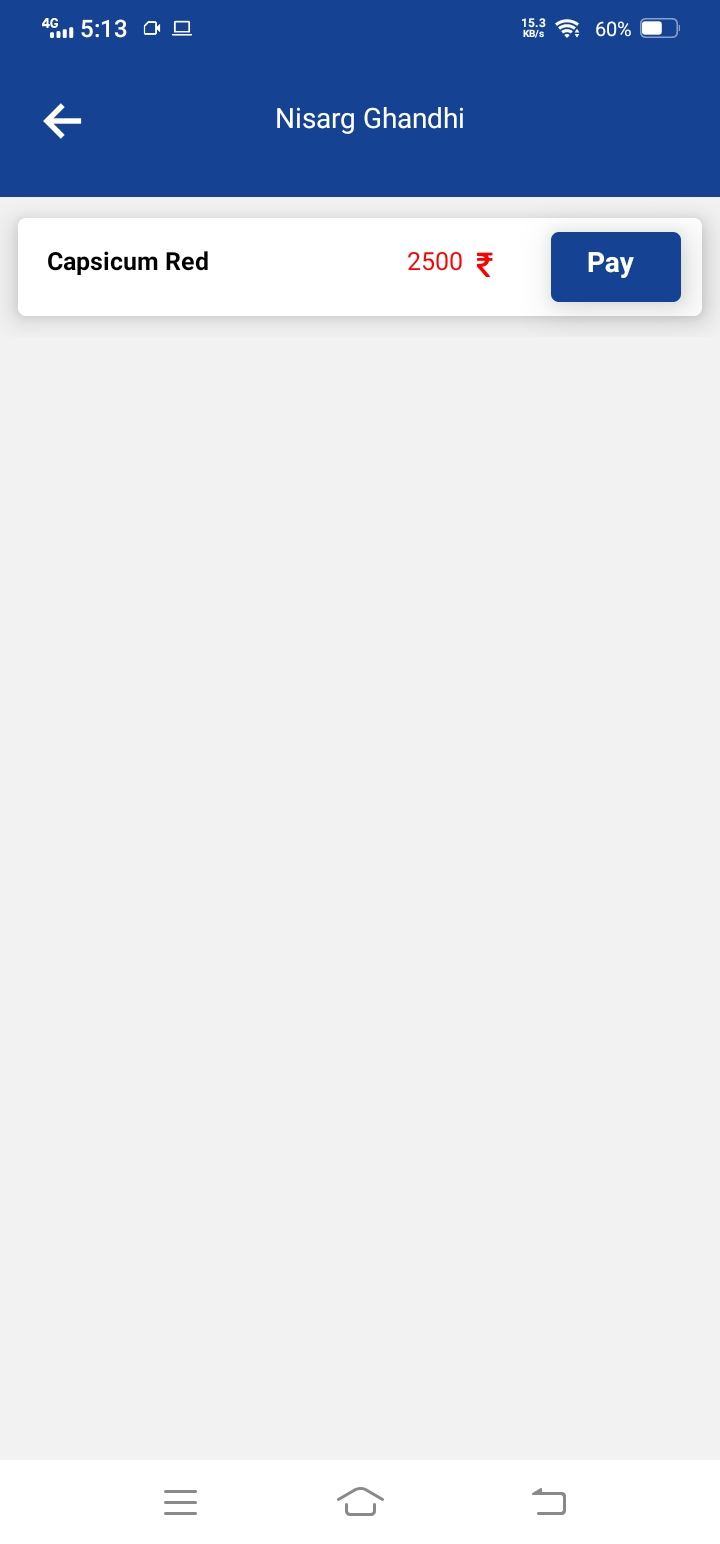 4G 5:13 15.3 KB/s 60%
Nisarg Ghandhi
Capsicum Red 2500 ₹ Pay